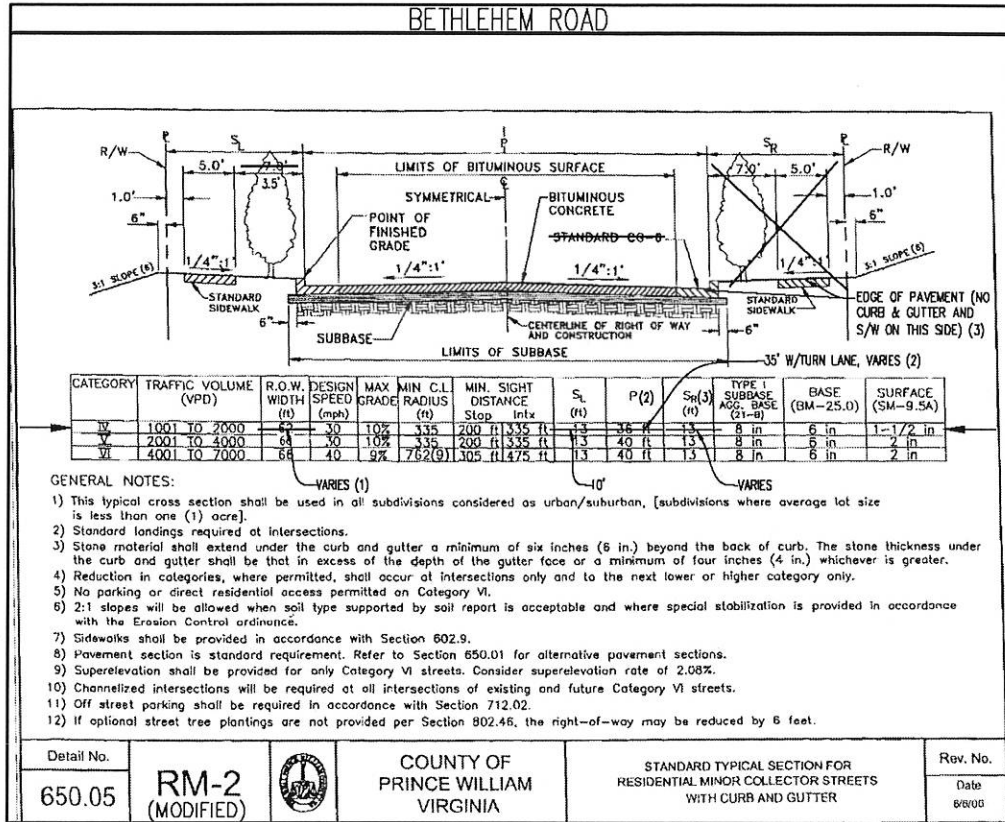 BETHLEHEM ROAD
R/W
SL
P
SR
R/W
5.0'
7.0'
3.5'
LIMITS OF BITUMINOUS SURFACE
7.0'
5.0'
1.0'
SYMMETRICAL
BITUMINOUS
CONCRETE
1.0'
6"
POINT OF
FINISHED
GRADE
STANDARD CG-6
6"
3:1 SLOPE (6)
1/4":1'
1/4":1'
1/4":1'
1/4":1'
3:1 SLOPE (6)
STANDARD
SIDEWALK
STANDARD
SIDEWALK
EDGE OF PAVEMENT (NO
CURB & GUTTER AND
S/W ON THIS SIDE) (3)
6"
SUBBASE
CENTERLINE OF RIGHT OF WAY
AND CONSTRUCTION
6"
LIMITS OF SUBBASE
35' W/TURN LANE, VARIES (2)
CATEGORY TRAFFIC VOLUME (VPD) R.O.W. WIDTH (ft) DESIGN SPEED (mph) MAX GRADE MIN C.L. RADIUS (ft) MIN. SIGHT DISTANCE Stop Intx SL (ft) P(2) SR(3) (ft) TYPE I SUBBASE AGG. BASE (21-B) BASE (BM-25.0) SURFACE (SM-9.5A)
IV 1001 TO 2000 62 30 10% 335 200 ft 335 ft 13 36 ft 13 8 in 6 in 1-1/2 in
V 2001 TO 4000 66 30 10% 335 200 ft 335 ft 13 40 ft 13 8 in 6 in 2 in
VI 4001 TO 7000 66 40 9% 762(9) 305 ft 475 ft 13 40 ft 13 8 in 6 in 2 in
VARIES (1)
10'
VARIES
GENERAL NOTES:
1) This typical cross section shall be used in all subdivisions considered as urban/suburban, [subdivisions where average lot size
is less than one (1) acre].
2) Standard landings required at intersections.
3) Stone material shall extend under the curb and gutter a minimum of six inches (6 in.) beyond the back of curb. The stone thickness under
the curb and gutter shall be that in excess of the depth of the gutter face or a minimum of four inches (4 in.) whichever is greater.
4) Reduction in categories, where permitted, shall occur at intersections only and to the next lower or higher category only.
5) No parking or direct residential access permitted on Category VI.
6) 2:1 slopes will be allowed when soil type supported by soil report is acceptable and where special stabilization is provided in accordance
with the Erosion Control ordinance.
7) Sidewalks shall be provided in accordance with Section 602.9.
8) Pavement section is standard requirement. Refer to Section 650.01 for alternative pavement sections.
9) Superelevation shall be provided for only Category VI streets. Consider superelevation rate of 2.08%.
10) Channelized intersections will be required at all intersections of existing and future Category VI streets.
11) Off street parking shall be required in accordance with Section 712.02.
12) If optional street tree plantings are not provided per Section 802.46, the right-of-way may be reduced by 6 feet.
Detail No.
650.05
RM-2
(MODIFIED)
COUNTY OF
PRINCE WILLIAM
VIRGINIA
STANDARD TYPICAL SECTION FOR
RESIDENTIAL MINOR COLLECTOR STREETS
WITH CURB AND GUTTER
Rev. No.
Date
6/6/06